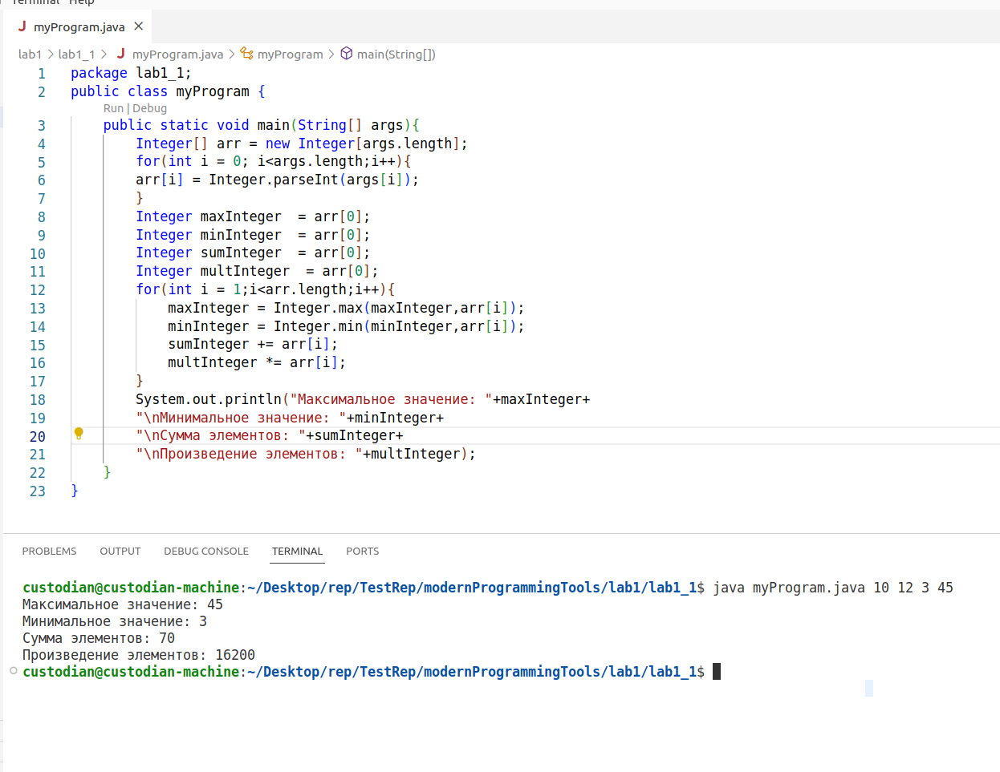 Terminal Help
J myProgram.java ×
lab1 > lab1_1 > J myProgram.java > myProgram > main(String[])
1 package lab1_1;
2 public class myProgram {
Run | Debug
3 public static void main(String[] args){
4 Integer[] arr = new Integer[args.length];
5 for(int i = 0; i<args.length;i++){
6 arr[i] = Integer.parseInt(args[i]);
7 }
8 Integer maxInteger  = arr[0];
9 Integer minInteger  = arr[0];
10 Integer sumInteger  = arr[0];
11 Integer multInteger  = arr[0];
12 for(int i = 1;i<arr.length;i++){
13 maxInteger = Integer.max(maxInteger,arr[i]);
14 minInteger = Integer.min(minInteger,arr[i]);
15 sumInteger += arr[i];
16 multInteger *= arr[i];
17 }
18 System.out.println("Максимальное значение: "+maxInteger+
19 "\nМинимальное значение: "+minInteger+
20 "\nСумма элементов: "+sumInteger+
21 "\nПроизведение элементов: "+multInteger);
22 }
23 }
PROBLEMS OUTPUT DEBUG CONSOLE TERMINAL PORTS
custodian@custodian-machine:~/Desktop/rep/TestRep/modernProgrammingTools/lab1/lab1_1$ java myProgram.java 10 12 3 45
Максимальное значение: 45
Минимальное значение: 3
Сумма элементов: 70
Произведение элементов: 16200
custodian@custodian-machine:~/Desktop/rep/TestRep/modernProgrammingTools/lab1/lab1_1$